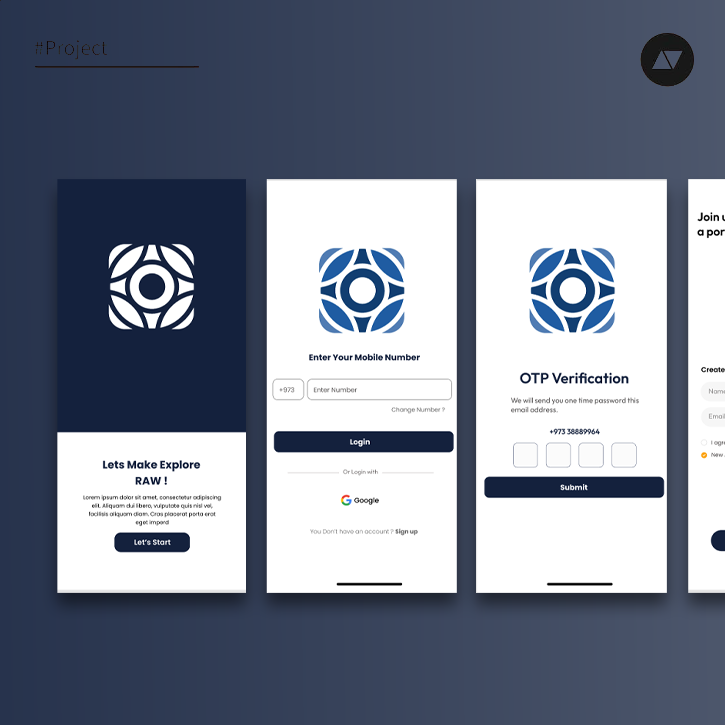 #Project
Lets Make Explore
RAW !
Lorem ipsum dolor sit amet, consectetur adipiscing
elit. Aliquam dui libero, vulputate quis nisl vel,
facilisis aliquam diam. Cras placerat porta erat
eget imperd
Let's Start
Enter Your Mobile Number
+973
Enter Number
Change Number ?
Login
Or Login with
Google
You Don't have an account ? Sign up
OTP Verification
We will send you one time password this
email address.
+973 38889964
Submit
Join
a por
Create
Name
Email
I agre
New